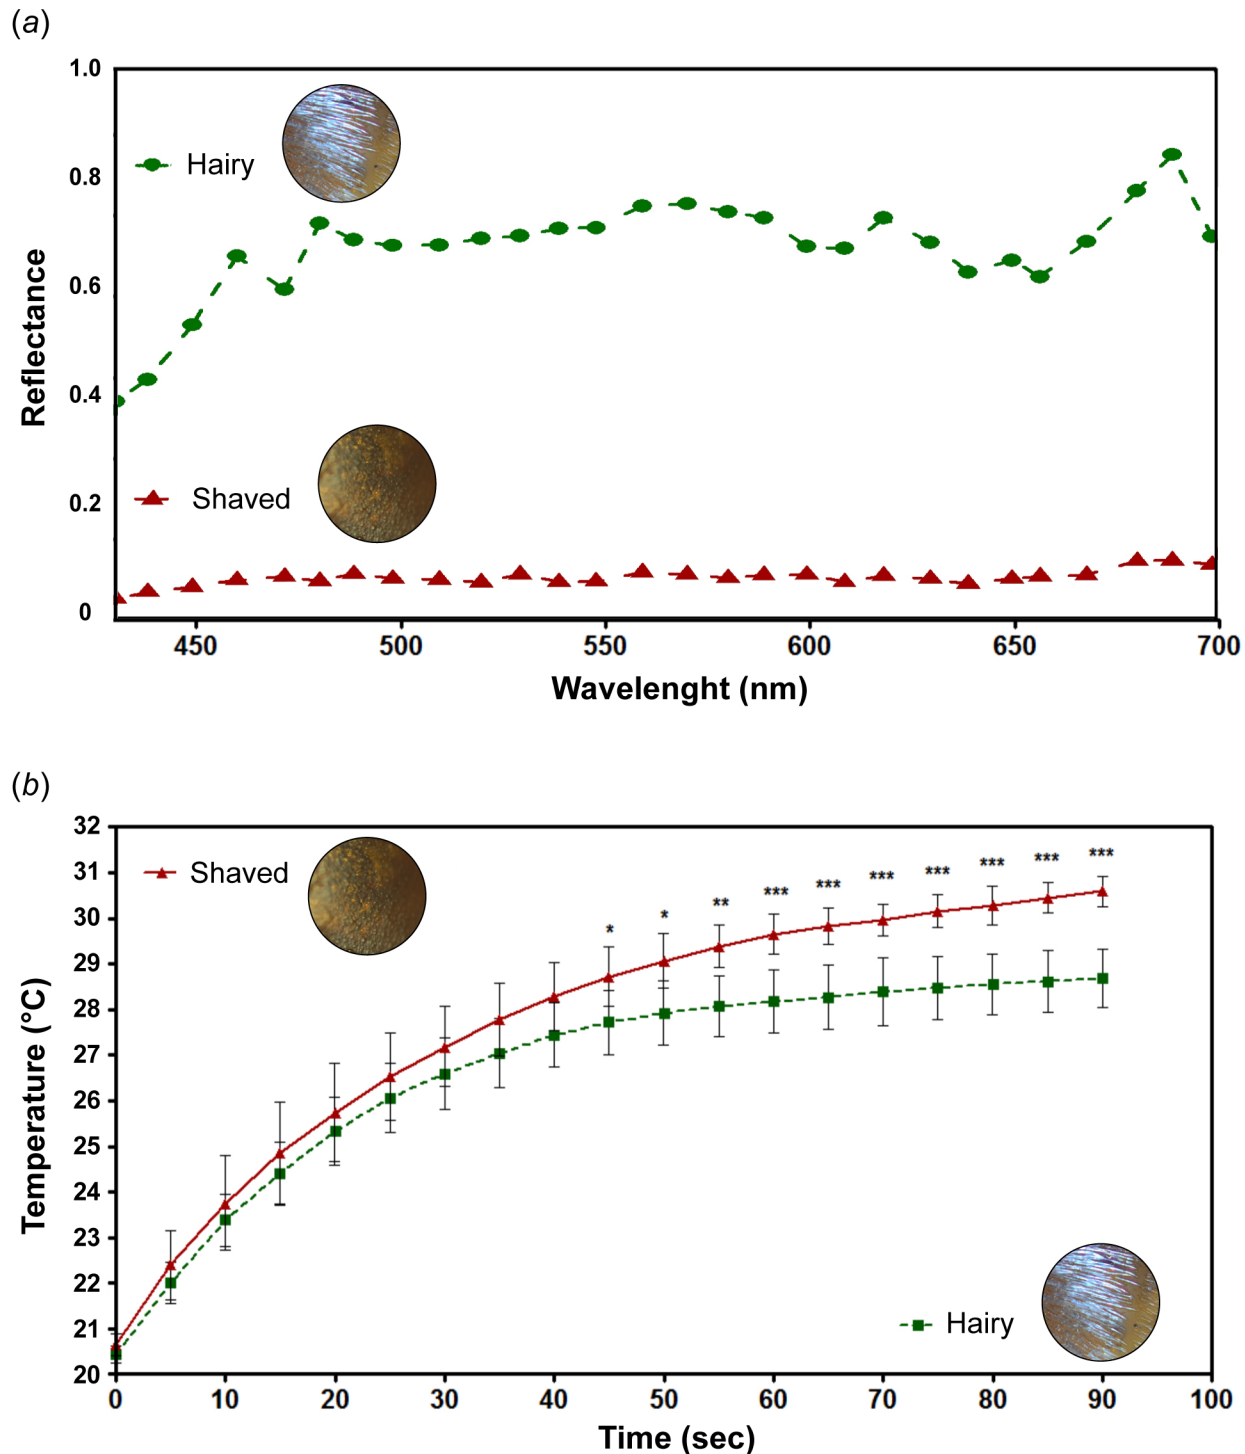 (a)
1.0
Hairy
0.8
0.6
Reflectance
0.4
Shaved
0.2
0
450 500 550 600 650 700
Wavelenght (nm)
(b)
32
Shaved
31
*** *** *** *** *** *** ***
** 
* *
30
29
28
27
Temperature (°C)
26
25
24
23
22
Hairy
21
20
0 10 20 30 40 50 60 70 80 90 100
Time (sec)